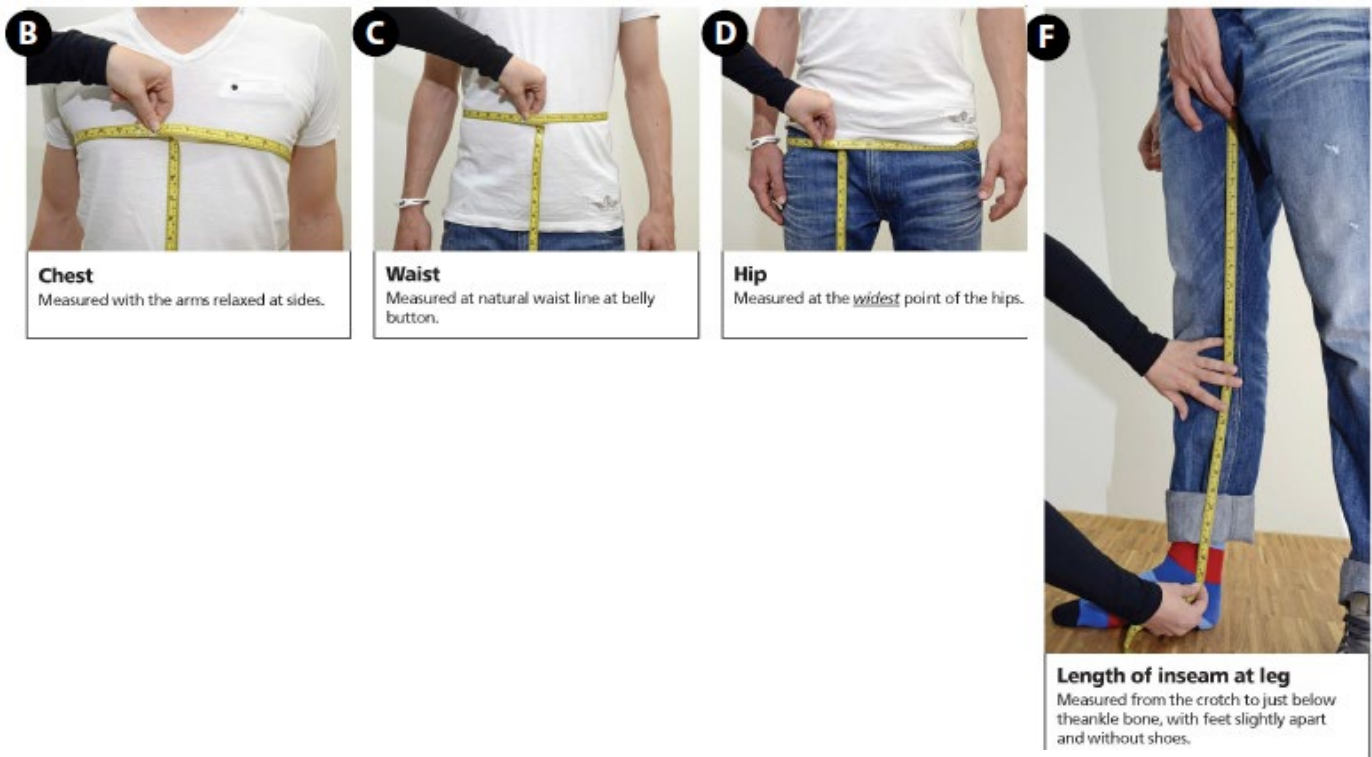 B
Chest
Measured with the arms relaxed at sides.
C
Waist
Measured at natural waist line at belly
button.
D
Hip
Measured at the widest point of the hips.
F
Length of inseam at leg
Measured from the crotch to just below
theankle bone, with feet slightly apart
and without shoes.